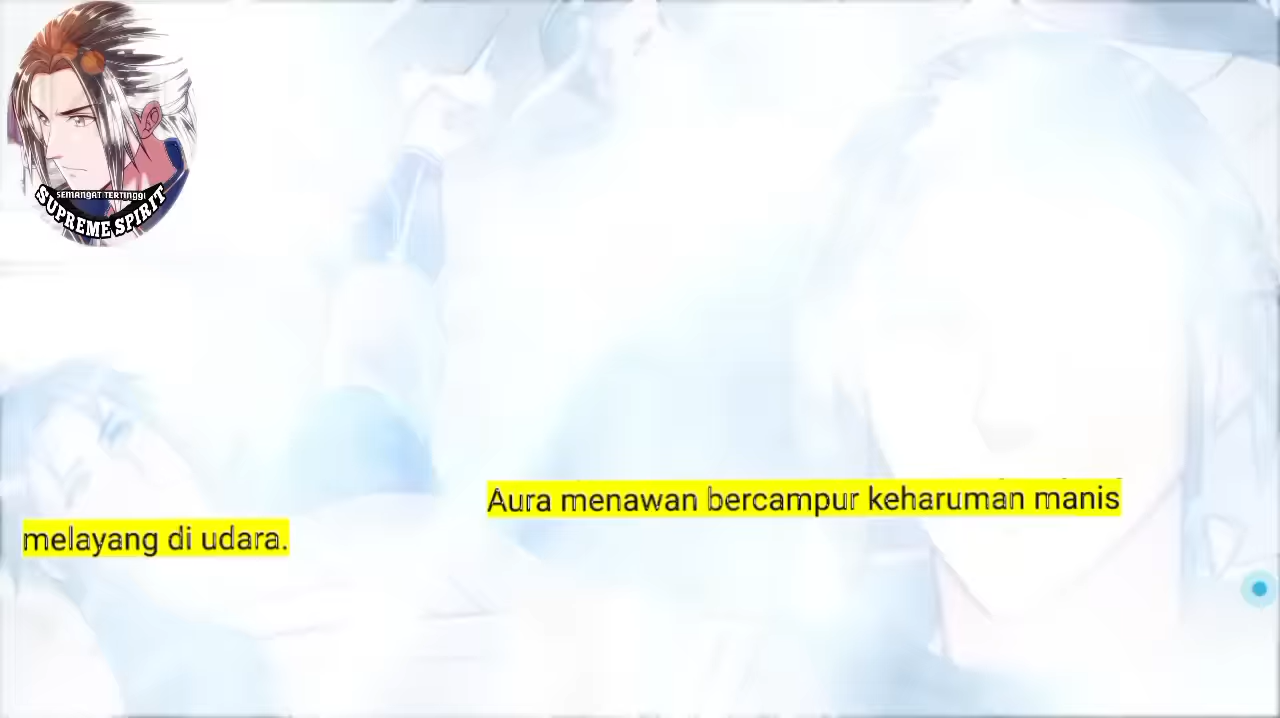 SEMANGAT TERTINGGI
SUPREME SPIRIT
Aura menawan bercampur keharuman manis
melayang di udara.